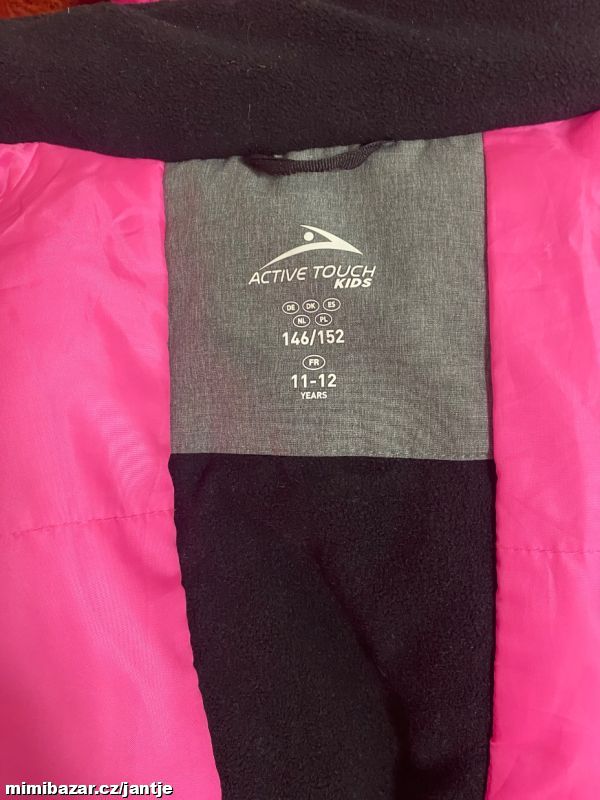 ACTIVE TOUCH
KIDS
DE DK ES
NL PL
146/152
FR
11-12
YEARS
mimibazar.cz/jantje